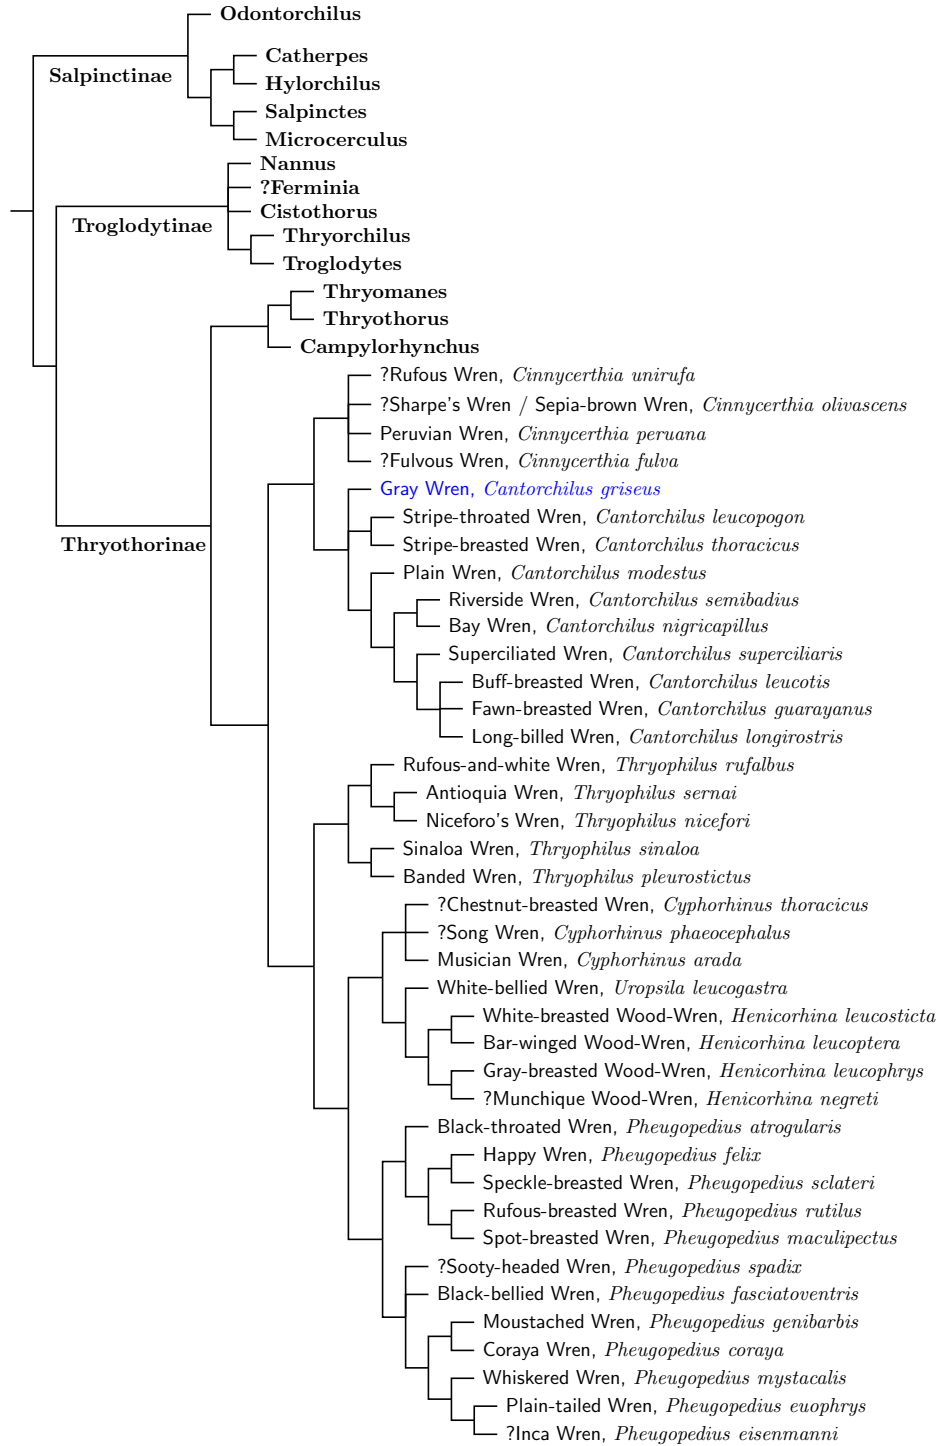 Odontorchilus
Catherpes
Salpinctinae
Hylorchilus
Salpinctes
Microcerculus
Nannus
?Ferminia
Cistothorus
Troglodytinae
Thryorchilus
Troglodytes
Thryomanes
Thryothorus
Campylorhynchus
?Rufous Wren, Cinnycerthia unirufa
?Sharpe's Wren / Sepia-brown Wren, Cinnycerthia olivascens
Peruvian Wren, Cinnycerthia peruana
?Fulvous Wren, Cinnycerthia fulva
Gray Wren, Cantorchilus griseus
Stripe-throated Wren, Cantorchilus leucopogon
Thryothorinae
Stripe-breasted Wren, Cantorchilus thoracicus
Plain Wren, Cantorchilus modestus
Riverside Wren, Cantorchilus semibadius
Bay Wren, Cantorchilus nigricapillus
Superciliated Wren, Cantorchilus superciliaris
Buff-breasted Wren, Cantorchilus leucotis
Fawn-breasted Wren, Cantorchilus guarayanus
Long-billed Wren, Cantorchilus longirostris
Rufous-and-white Wren, Thryophilus rufalbus
Antioquia Wren, Thryophilus sernai
Niceforo's Wren, Thryophilus nicefori
Sinaloa Wren, Thryophilus sinaloa
Banded Wren, Thryophilus pleurostictus
?Chestnut-breasted Wren, Cyphorhinus thoracicus
?Song Wren, Cyphorhinus phaeocephalus
Musician Wren, Cyphorhinus arada
White-bellied Wren, Uropsila leucogastra
White-breasted Wood-Wren, Henicorhina leucosticta
Bar-winged Wood-Wren, Henicorhina leucoptera
Gray-breasted Wood-Wren, Henicorhina leucophrys
?Munchique Wood-Wren, Henicorhina negreti
Black-throated Wren, Pheugopedius atrogularis
Happy Wren, Pheugopedius felix
Speckle-breasted Wren, Pheugopedius sclateri
Rufous-breasted Wren, Pheugopedius rutilus
Spot-breasted Wren, Pheugopedius maculipectus
?Sooty-headed Wren, Pheugopedius spadix
Black-bellied Wren, Pheugopedius fasciatoventris
Moustached Wren, Pheugopedius genibarbis
Coraya Wren, Pheugopedius coraya
Whiskered Wren, Pheugopedius mystacalis
Plain-tailed Wren, Pheugopedius euophrys
?Inca Wren, Pheugopedius eisenmanni